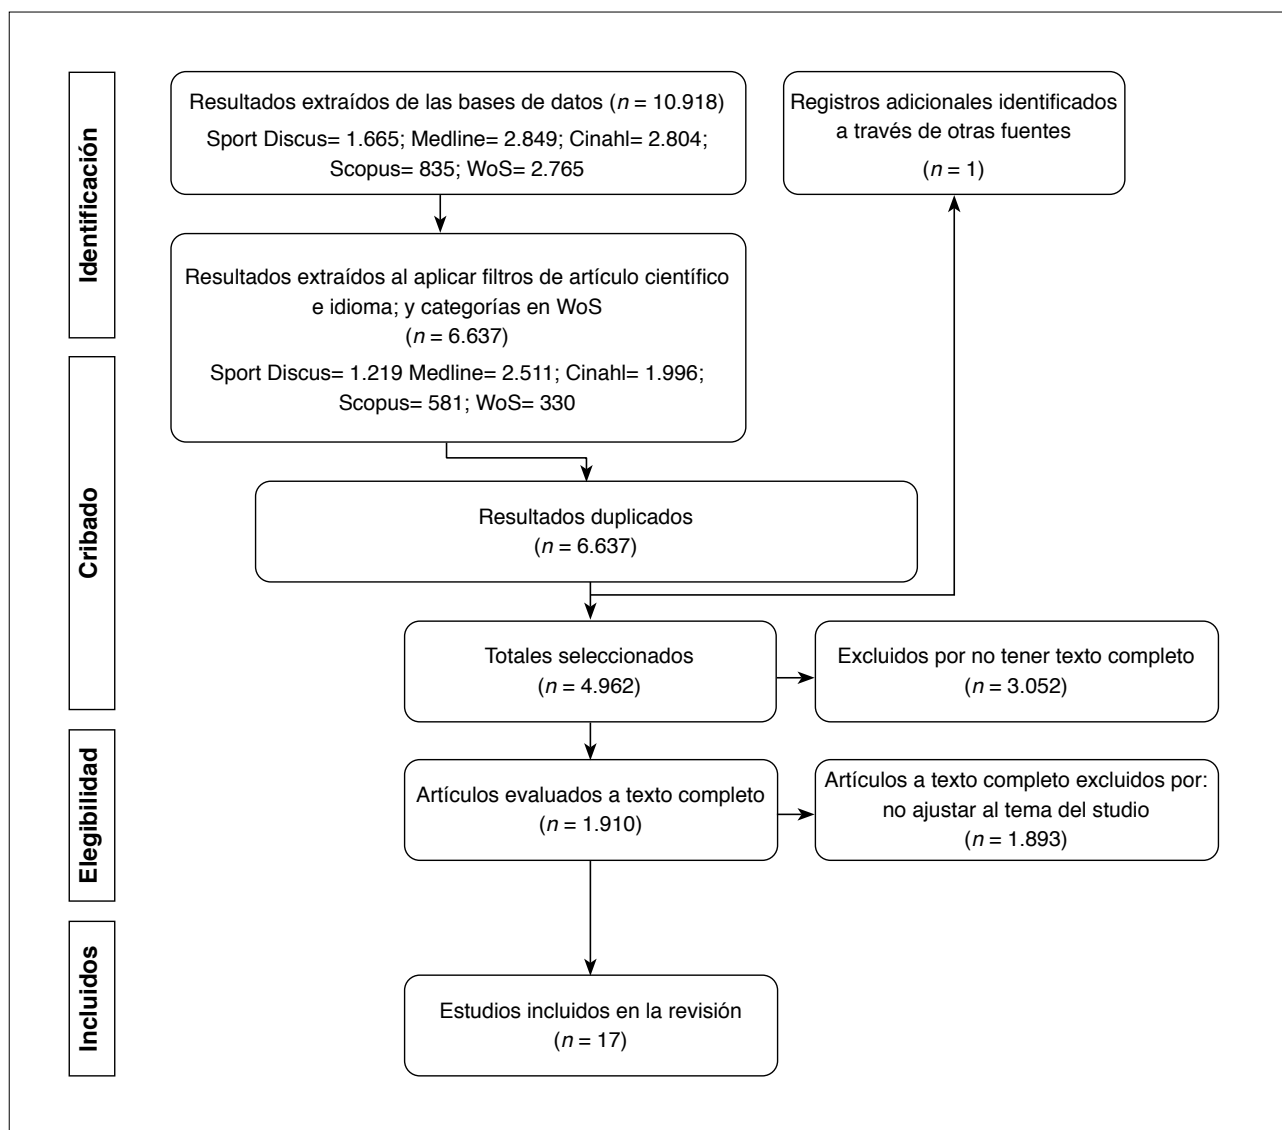 Identificación
Resultados extraídos de las bases de datos (n = 10.918)
Sport Discus= 1.665; Medline= 2.849; Cinahl= 2.804;
Scopus= 835; WoS= 2.765
Registros adicionales identificados
a través de otras fuentes
(n = 1)
Resultados extraídos al aplicar filtros de artículo científico
e idioma; y categorías en WoS
(n = 6.637)
Sport Discus= 1.219 Medline= 2.511; Cinahl= 1.996;
Scopus= 581; WoS= 330
Cribado
Resultados duplicados
(n = 6.637)
Totales seleccionados
(n = 4.962)
Excluidos por no tener texto completo
(n = 3.052)
Elegibilidad
Artículos evaluados a texto completo
(n = 1.910)
Artículos a texto completo excluidos por:
no ajustar al tema del studio
(n = 1.893)
Incluidos
Estudios incluidos en la revisión
(n = 17)